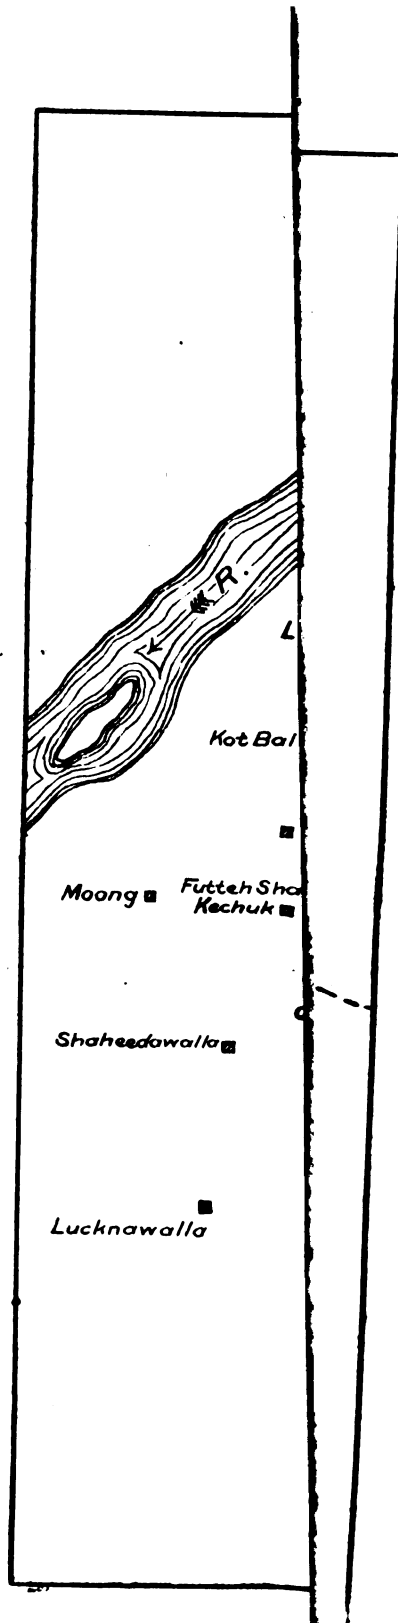 R.
L
Kot Bal
Moong
Futteh Sha
Kechuk
Shaheedawalla
Lucknawalla